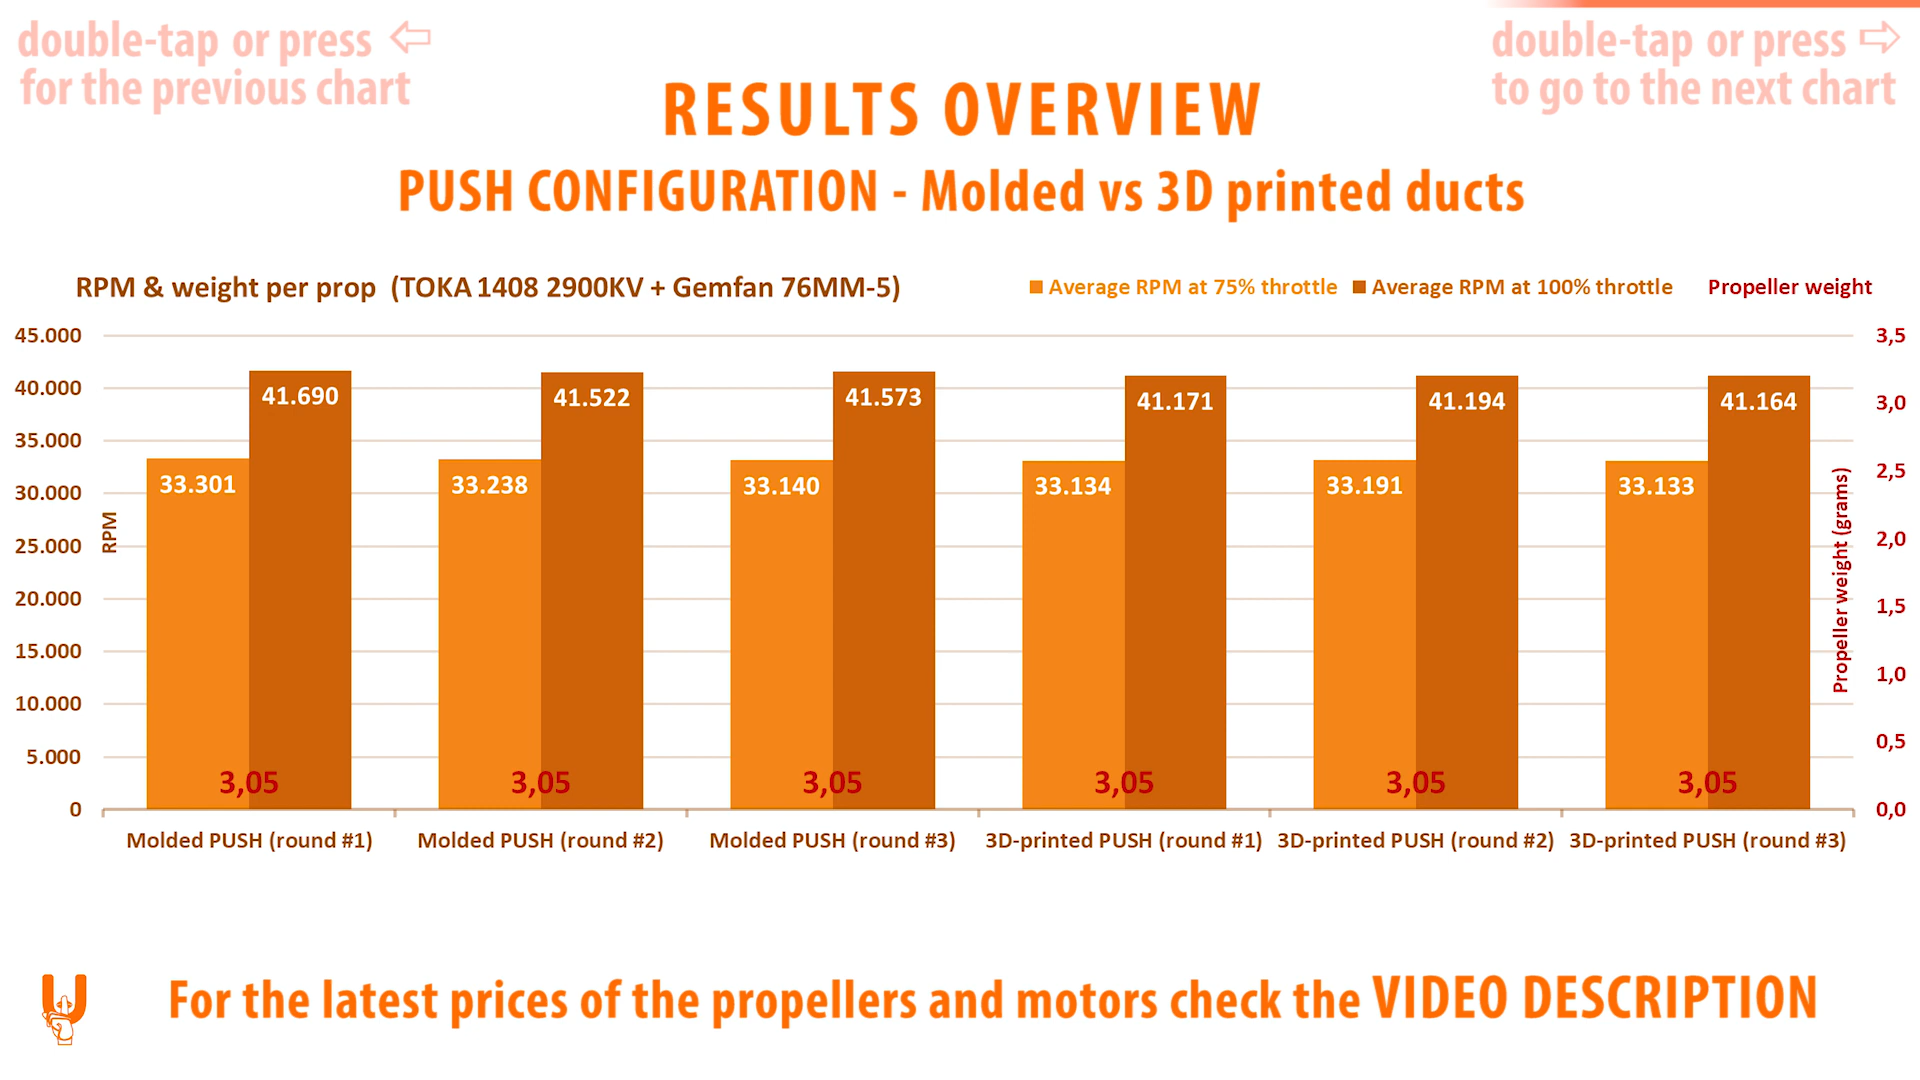 double-tap or press ⇦
for the previous chart
double-tap or press ⇨
to go to the next chart
RESULTS OVERVIEW
PUSH CONFIGURATION - Molded vs 3D printed ducts
RPM & weight per prop (TOKA 1408 2900KV + Gemfan 76MM-5)
Average RPM at 75% throttle
Average RPM at 100% throttle
Propeller weight
45.000
40.000
35.000
30.000
25.000
20.000
15.000
10.000
5.000
0
RPM
33.301
41.690
3,05
33.238
41.522
3,05
33.140
41.573
3,05
33.134
41.171
3,05
33.191
41.194
3,05
33.133
41.164
3,05
Propeller weight (grams)
3,5
3,0
2,5
2,0
1,5
1,0
0,5
0,0
Molded PUSH (round #1)
Molded PUSH (round #2)
Molded PUSH (round #3)
3D-printed PUSH (round #1)
3D-printed PUSH (round #2)
3D-printed PUSH (round #3)
For the latest prices of the propellers and motors check the VIDEO DESCRIPTION